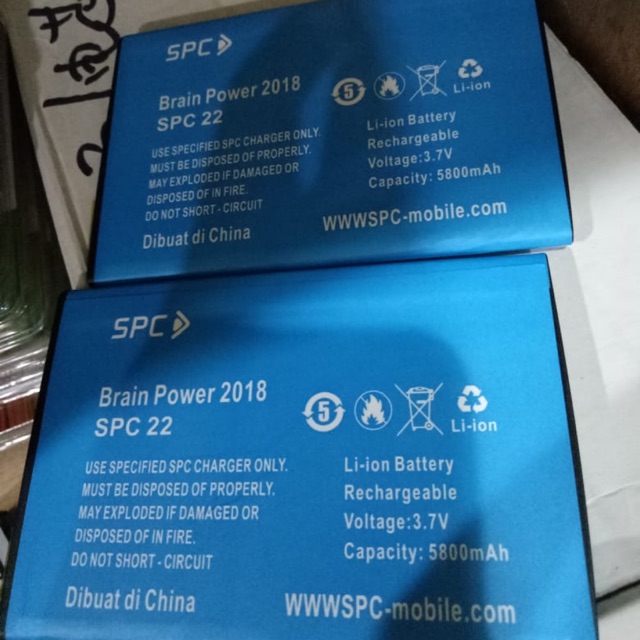 SPC
Brain Power 2018
SPC 22
USE SPECIFIED SPC CHARGER ONLY.
MUST BE DISPOSED OF PROPERLY.
MAY EXPLODED IF DAMAGED OR
DISPOSED OF IN FIRE.
DO NOT SHORT - CIRCUIT
Dibuat di China
5
Li-ion
Li-ion Battery
Rechargeable
Voltage:3.7V
Capacity: 5800mAh
WWWSPC-mobile.com
SPC
Brain Power 2018
SPC 22
USE SPECIFIED SPC CHARGER ONLY.
MUST BE DISPOSED OF PROPERLY.
MAY EXPLODED IF DAMAGED OR
DISPOSED OF IN FIRE.
DO NOT SHORT - CIRCUIT
Dibuat di China
5
Li-ion
Li-ion Battery
Rechargeable
Voltage:3.7V
Capacity: 5800mAh
WWWSPC-mobile.com